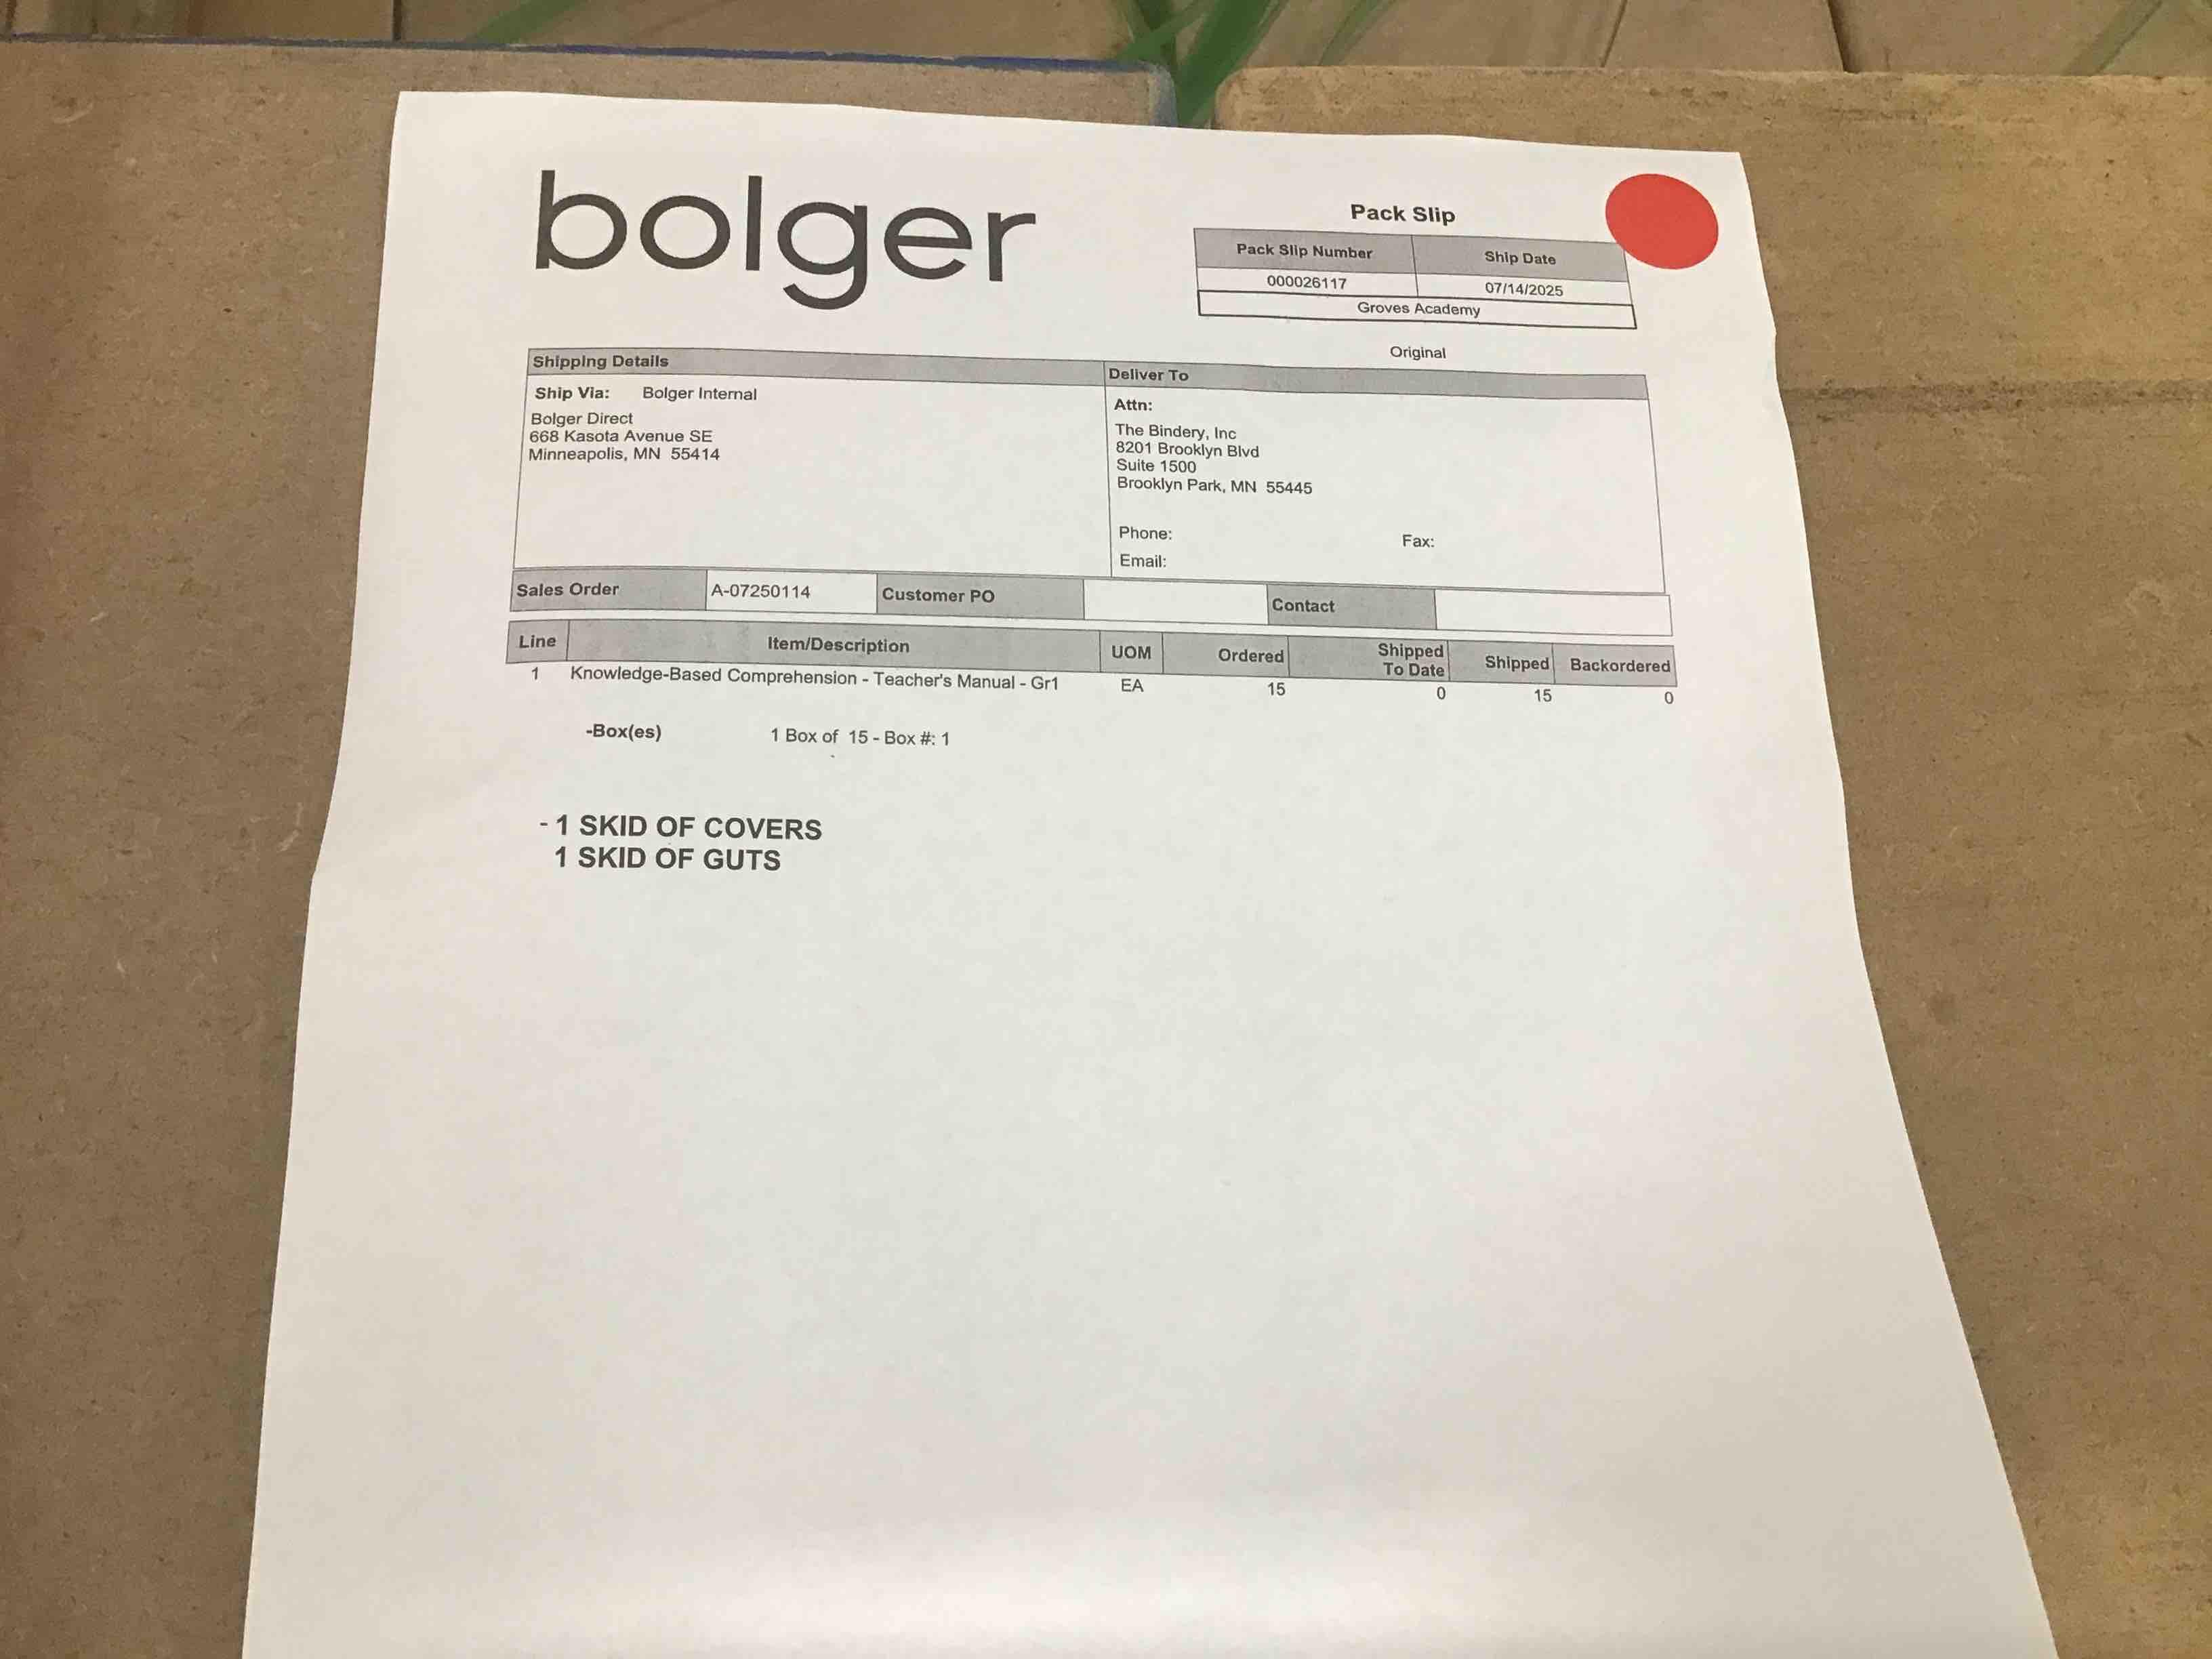 bolger
Pack Slip
Pack Slip Number Ship Date
000026117 07/14/2025
Groves Academy
Original
Shipping Details Deliver To
Ship Via: Bolger Internal
Bolger Direct
668 Kasota Avenue SE
Minneapolis, MN 55414
Attn:
The Bindery, Inc
8201 Brooklyn Blvd
Suite 1500
Brooklyn Park, MN 55445
Phone: Fax:
Email:
Sales Order A-07250114 Customer PO Contact
Line Item/Description UOM Ordered Shipped To Date Shipped Backordered
1 Knowledge-Based Comprehension - Teacher's Manual - Gr1 EA 15 0 15 0
-Box(es) 1 Box of 15 - Box #: 1
- 1 SKID OF COVERS
1 SKID OF GUTS